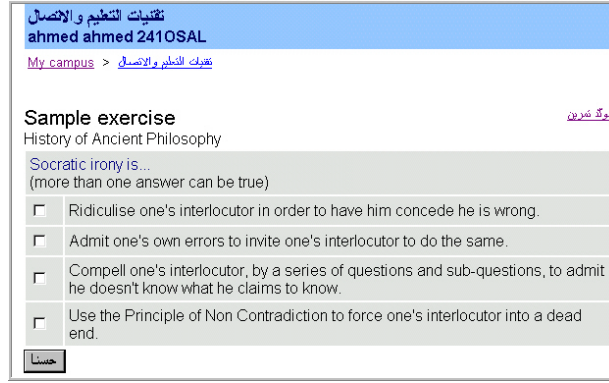 تقنيات التعليم والاتصال
ahmed ahmed 241OSAL
My campus > تقنيات التعليم والاتصال
Sample exercise
تمرين
History of Ancient Philosophy
Socratic irony is...
(more than one answer can be true)
Ridiculise one's interlocutor in order to have him concede he is wrong.
Admit one's own errors to invite one's interlocutor to do the same.
Compell one's interlocutor, by a series of questions and sub-questions, to admit
he doesn't know what he claims to know.
Use the Principle of Non Contradiction to force one's interlocutor into a dead
end.
حسنا